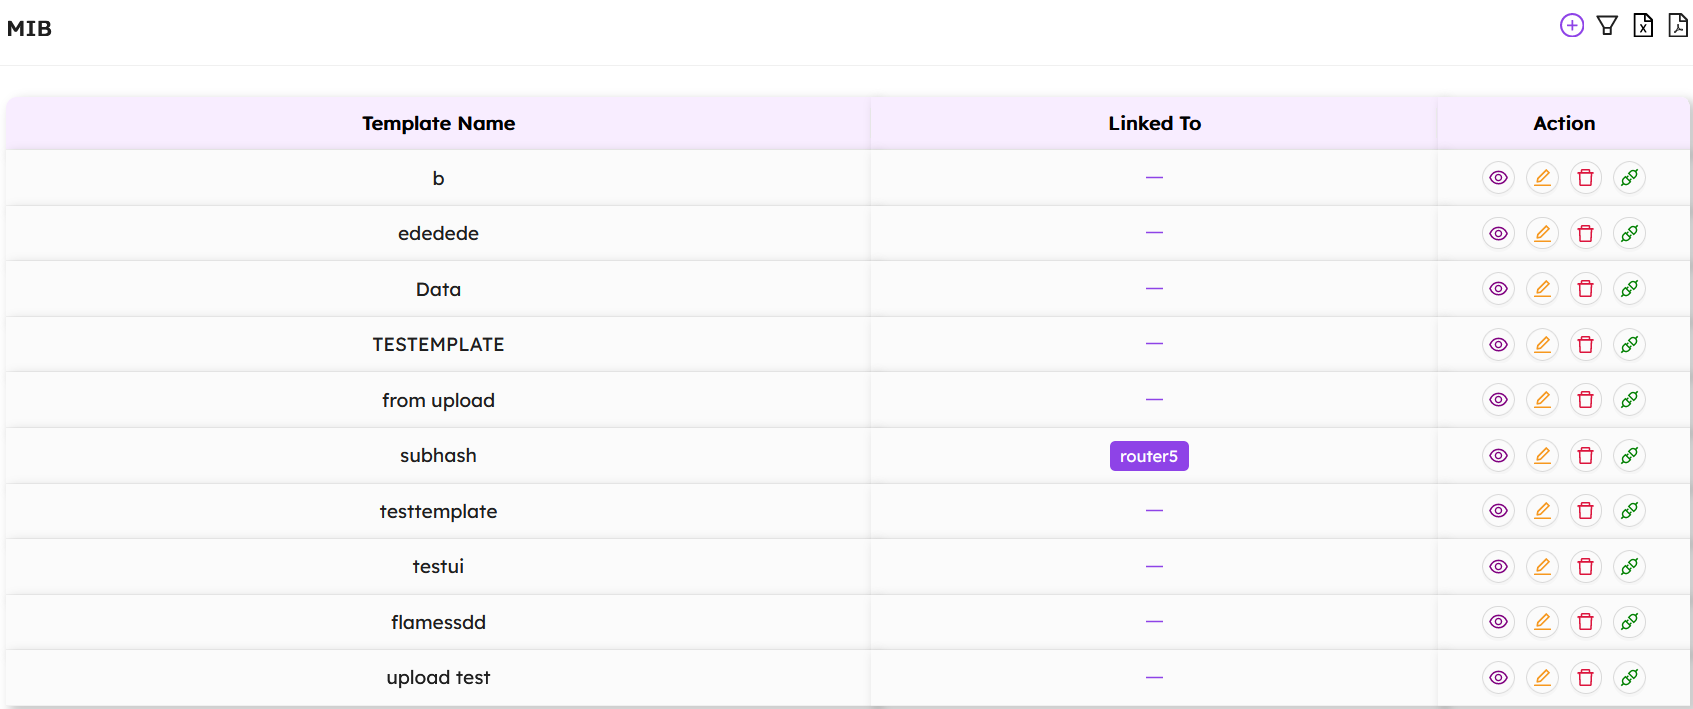 MIB
Template Name Linked To Action
b —
edede​de —
Data —
TESTEMPLATE —
from upload —
subhash router5
testtemplate —
testui —
flamessdd —
upload test —